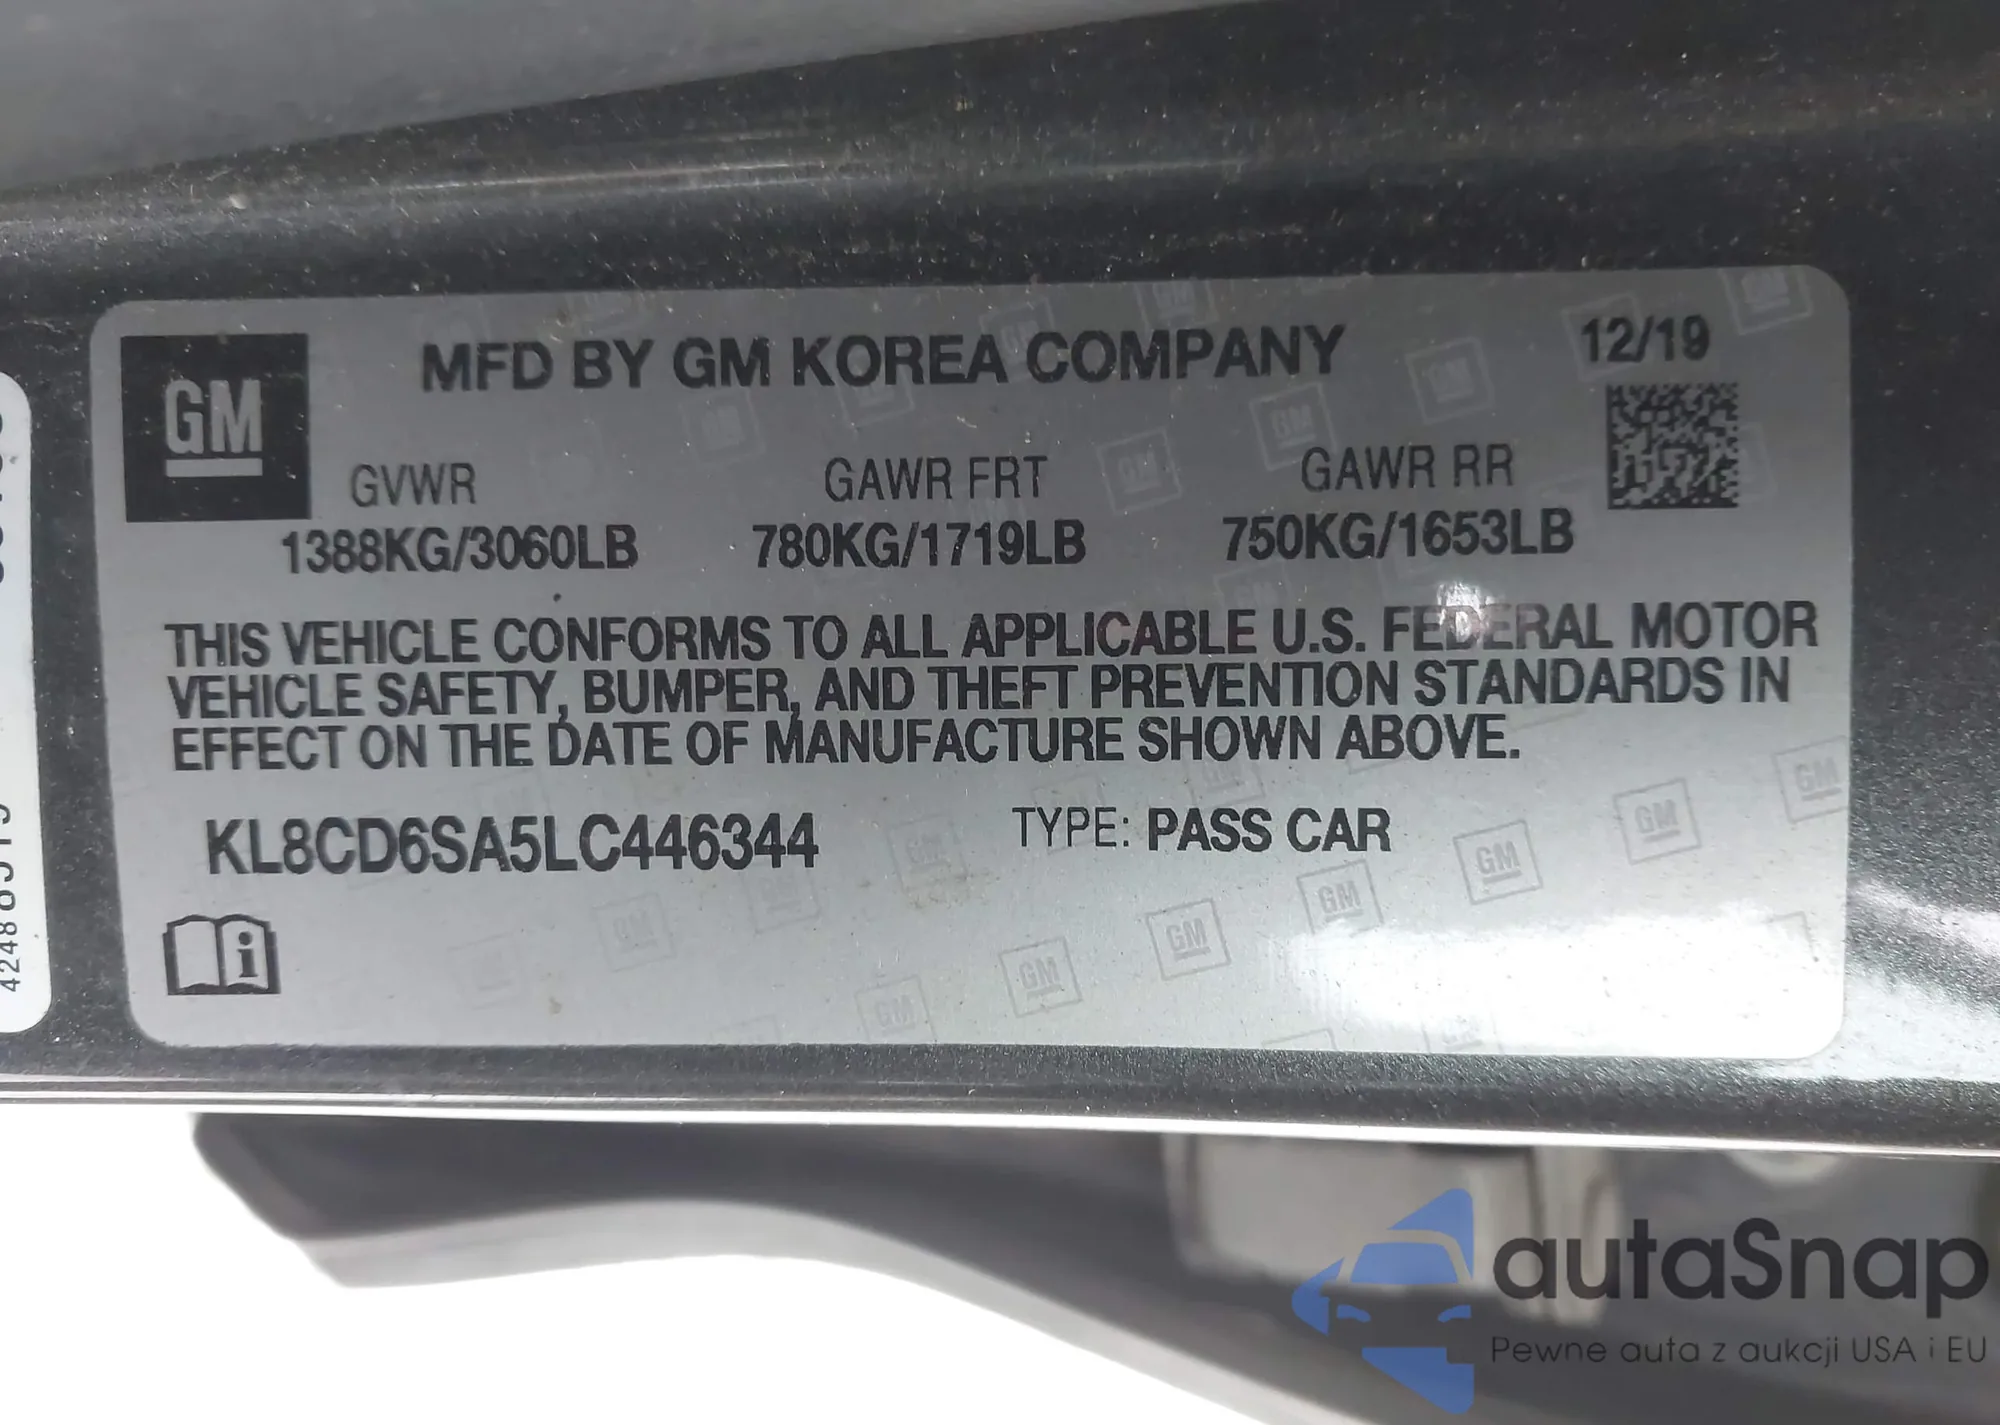 GM
MFD BY GM KOREA COMPANY
12/19
GVWR
GAWR FRT
GAWR RR
1388KG/3060LB
780KG/1719LB
750KG/1653LB
THIS VEHICLE CONFORMS TO ALL APPLICABLE U.S. FEDERAL MOTOR
VEHICLE SAFETY, BUMPER, AND THEFT PREVENTION STANDARDS IN
EFFECT ON THE DATE OF MANUFACTURE SHOWN ABOVE.
KL8CD6SA5LC446344
TYPE: PASS CAR
autaSnap
Pewne auta z aukcji USA i EU